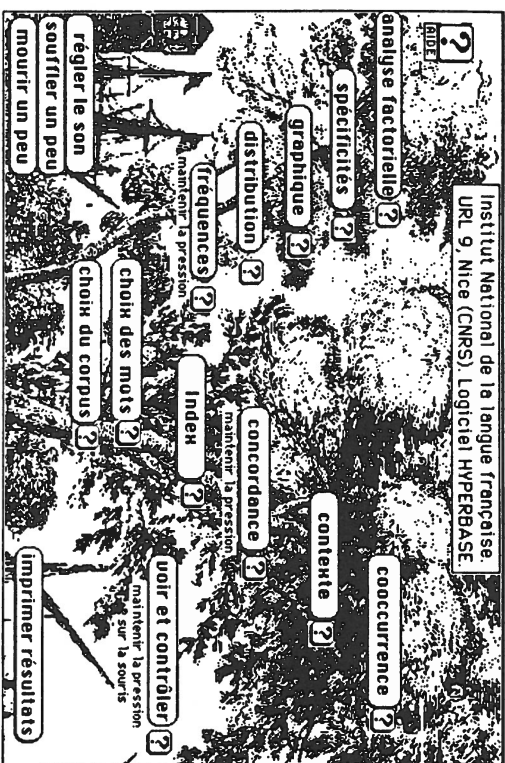 ?
AIDE
Institut National de la langue française.
URL 9, Nice (CNRS) Logiciel HYPERBASE
analyse factorielle ?
spécificités ?
graphique ?
distribution ?
fréquences ?
maintenir la pression
cooccurrence ?
contexte ?
concordance ?
maintenir la pression
index ?
choix des mots ?
choix du corpus ?
voir et contrôler ?
maintenir la pression
sur la souris
régler le son
souffler un peu
mourir un peu
imprimer résultats